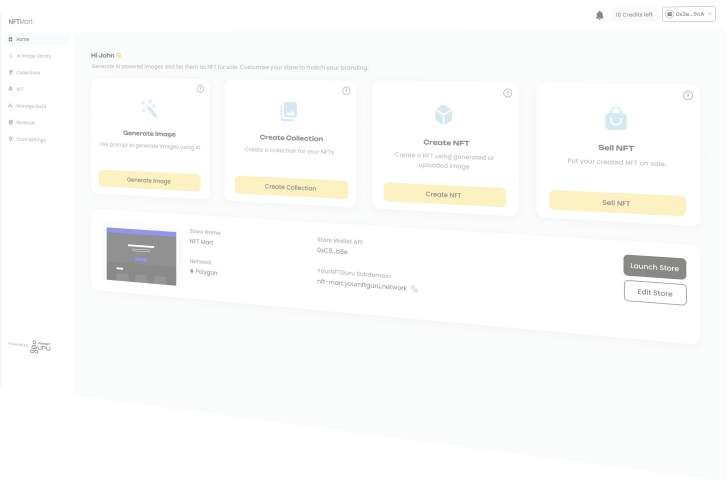 NFTMart
10 Credits left
0x2e...9cA
Home
AI Image library
Collections
NFT
Manage Guild
Revenue
Store Settings
Hi John
Generate AI powered images and list them as NFT for sale. Customise your store to match your branding.
Generate Image
Use prompt to generate images using AI
Generate Image
Create Collection
Create a collection for your NFTs
Create Collection
Create NFT
Create a NFT using generated or
uploaded image
Create NFT
Sell NFT
Put your created NFT on sale.
Sell NFT
Store Name
NFT Mart
Network
Polygon
Store Wallet API
0xC9...b5e
YourNFTGuru Subdomain
nft-mart.yournftguru.network
Launch Store
Edit Store
Powered by
GURU